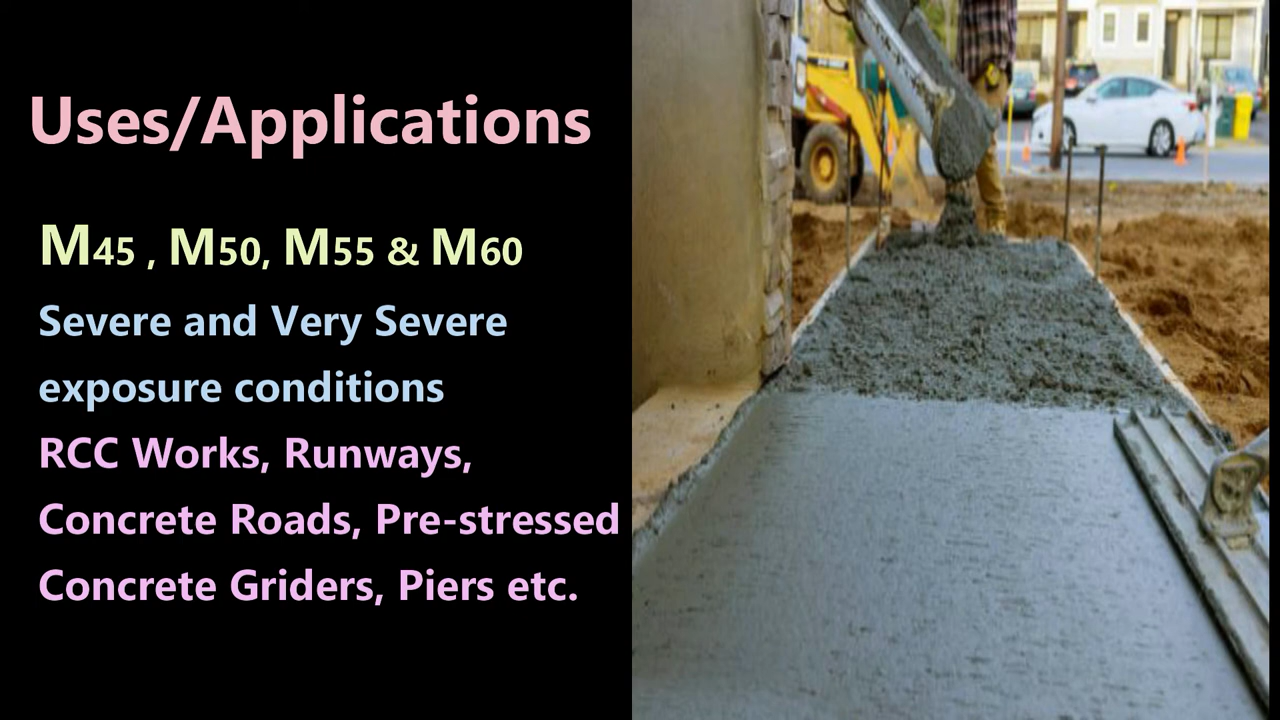 Uses/Applications
M45 , M50, M55 & M60
Severe and Very Severe
exposure conditions
RCC Works, Runways,
Concrete Roads, Pre-stressed
Concrete Griders, Piers etc.